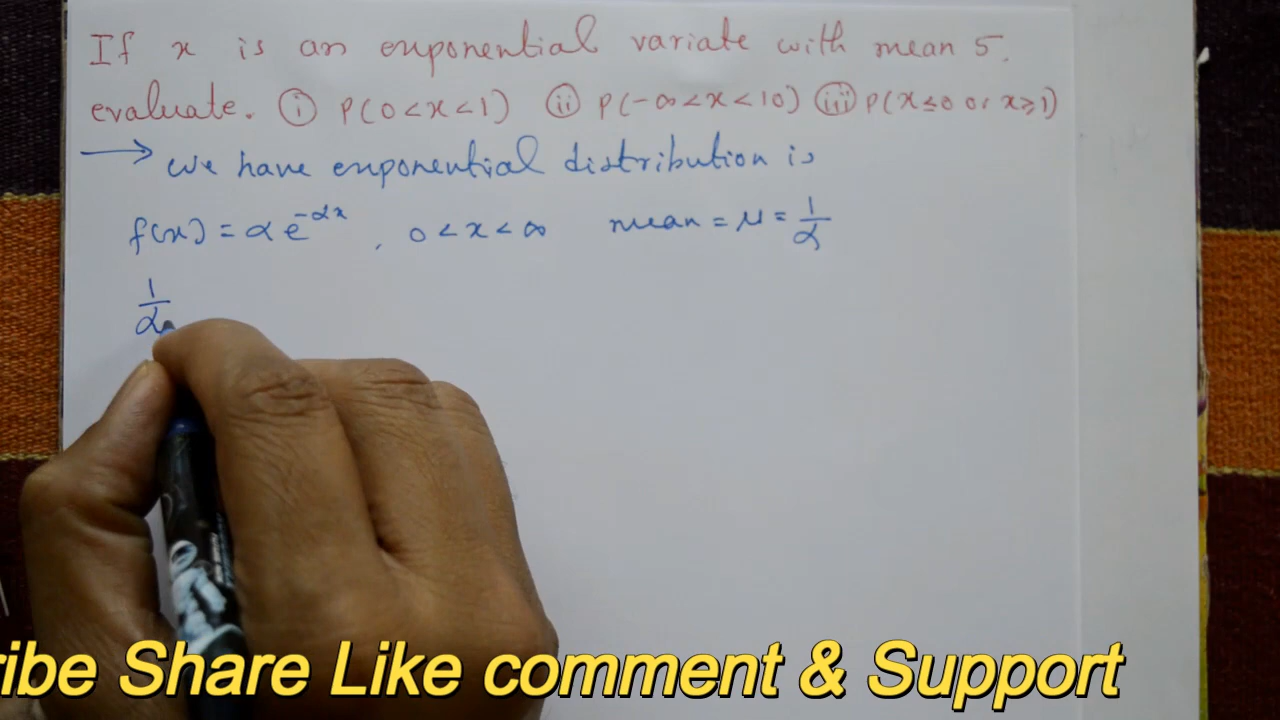 If x is an exponential variate with mean 5.
evaluate. (i) P(0<x<1) (ii) P(-∞<x<10) (iii) P(x≤0 or x≥1)
→ we have exponential distribution is
f(x) = αe^{-αx} , 0<x<∞ mean = μ = 1/α
1/α
ribe Share Like comment & Support